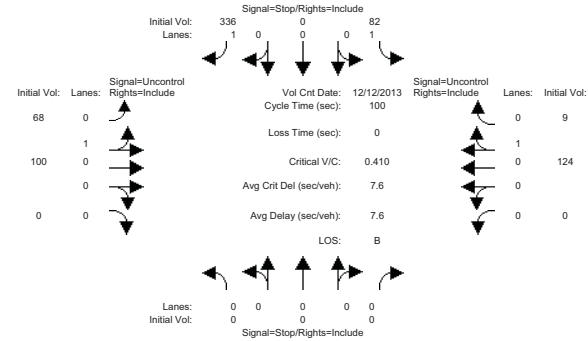 Signal=Stop/Rights=Include
Initial Vol: 336 0 82
Lanes: 1 0 0 0 1
Signal=Uncontrol
Initial Vol: Lanes: Rights=Include
Vol Cnt Date: 12/12/2013
Signal=Uncontrol
Rights=Include Lanes: Initial Vol:
Cycle Time (sec): 100
68 0
0 9
Loss Time (sec): 0
1
1
100 0
Critical V/C: 0.410
0 124
0
Avg Crit Del (sec/veh): 7.6
0
0 0
Avg Delay (sec/veh): 7.6
0 0
LOS: B
Lanes: 0 0 0 0 0
Initial Vol: 0 0 0
Signal=Stop/Rights=Include